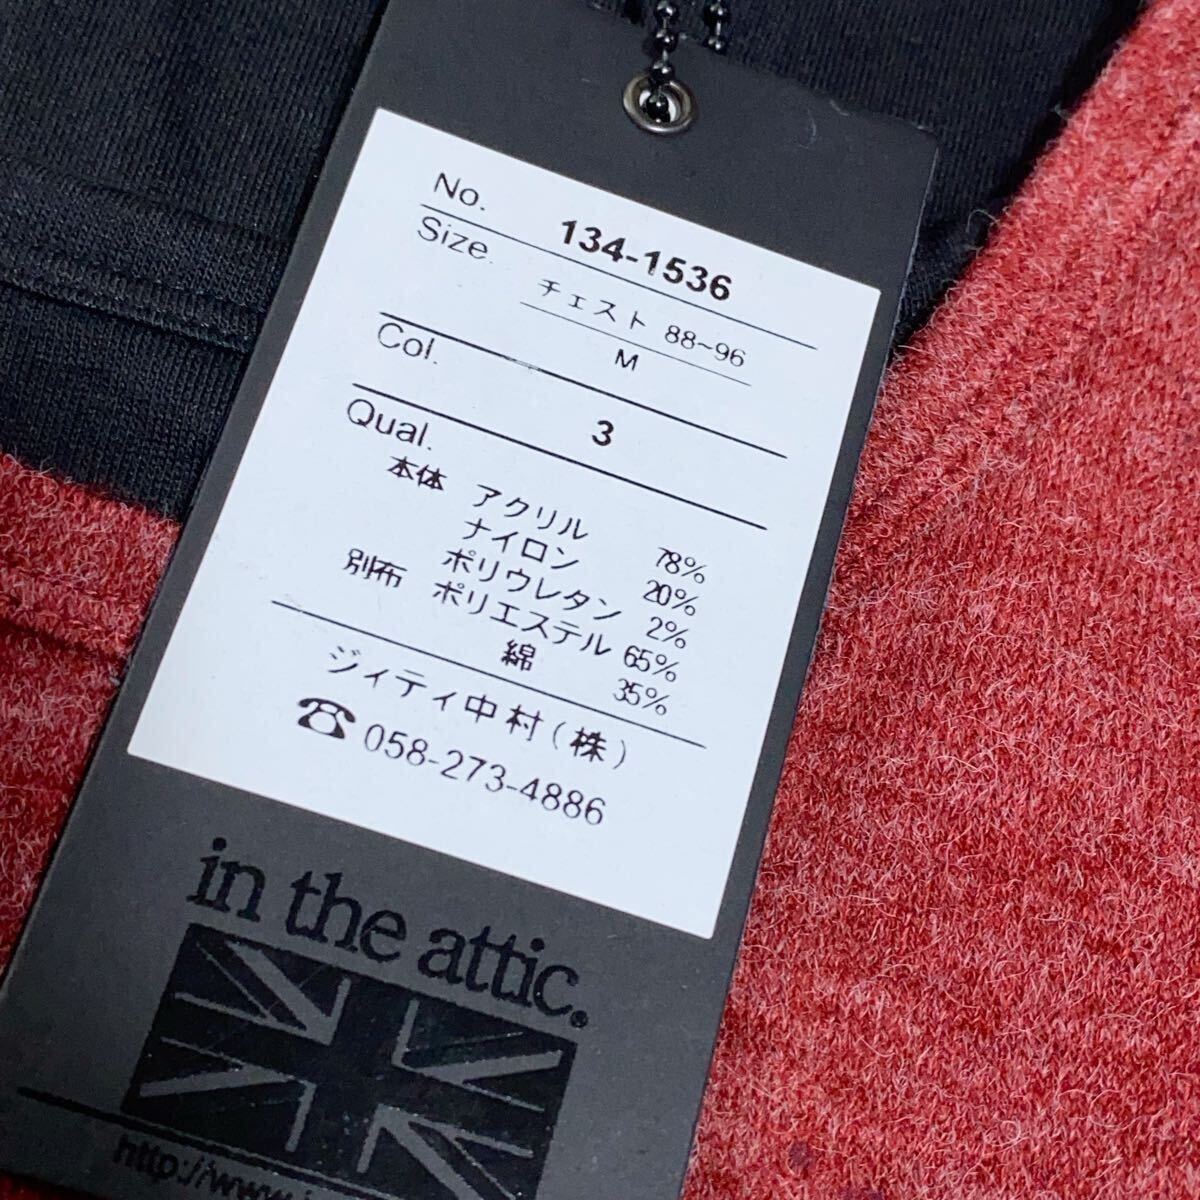 No. 134-1536
Size. チェスト 88~96
M
Col. 3
Qual.
本体 アクリル 78%
ナイロン 20%
ポリウレタン 2%
別布 ポリエステル 65%
綿 35%
ジィティ中村(株)
☎ 058-273-4886
in the attic.
http://www.